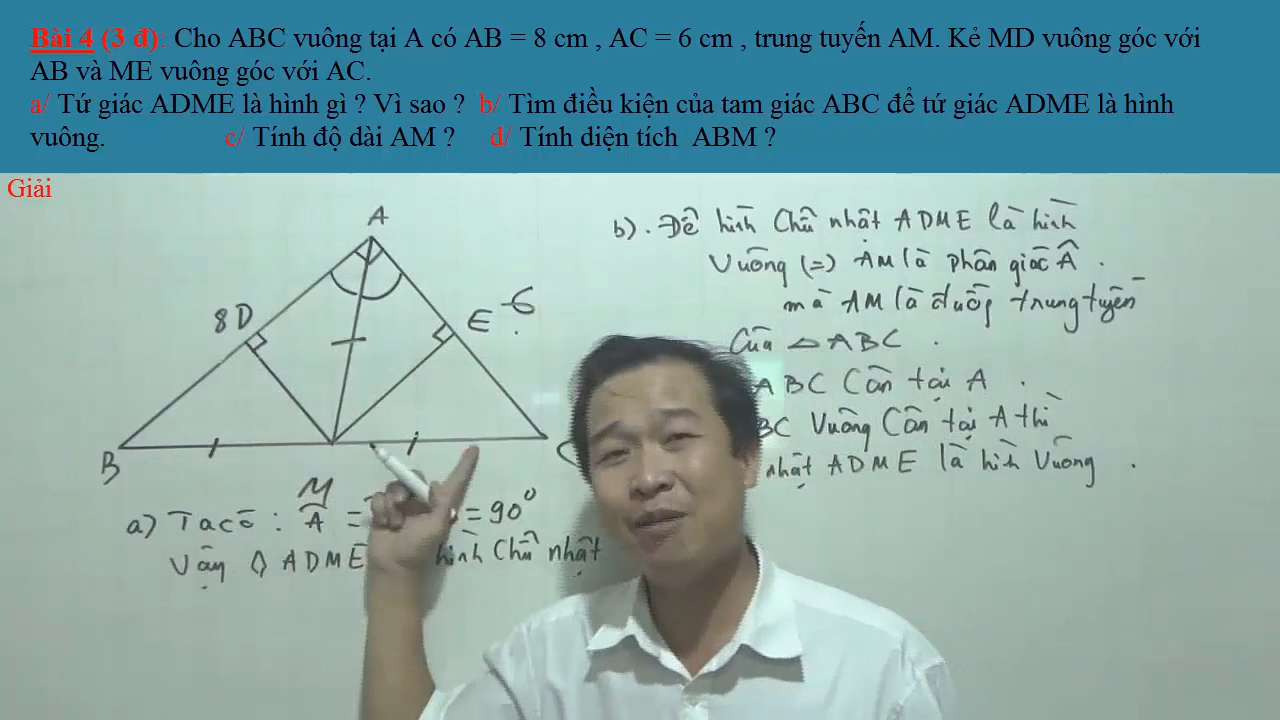 Bài 4 (3 đ): Cho ABC vuông tại A có AB = 8 cm , AC = 6 cm , trung tuyến AM. Kẻ MD vuông góc với
AB và ME vuông góc với AC.
a/ Tứ giác ADME là hình gì ? Vì sao ? b/ Tìm điều kiện của tam giác ABC để tứ giác ADME là hình
vuông. c/ Tính độ dài AM ? d/ Tính diện tích ABM ?
Giải
A
8 D
E 6
B
M
a) Ta có : Â = = 90°
Vậy ◊ ADME hình chữ nhật
b). Để hình chữ nhật ADME là hình
vuông (=) AM là phân giác Â .
mà AM là đường trung tuyến
của △ ABC .
ABC cân tại A .
BC vuông cân tại A thì
nhật ADME là hình vuông .